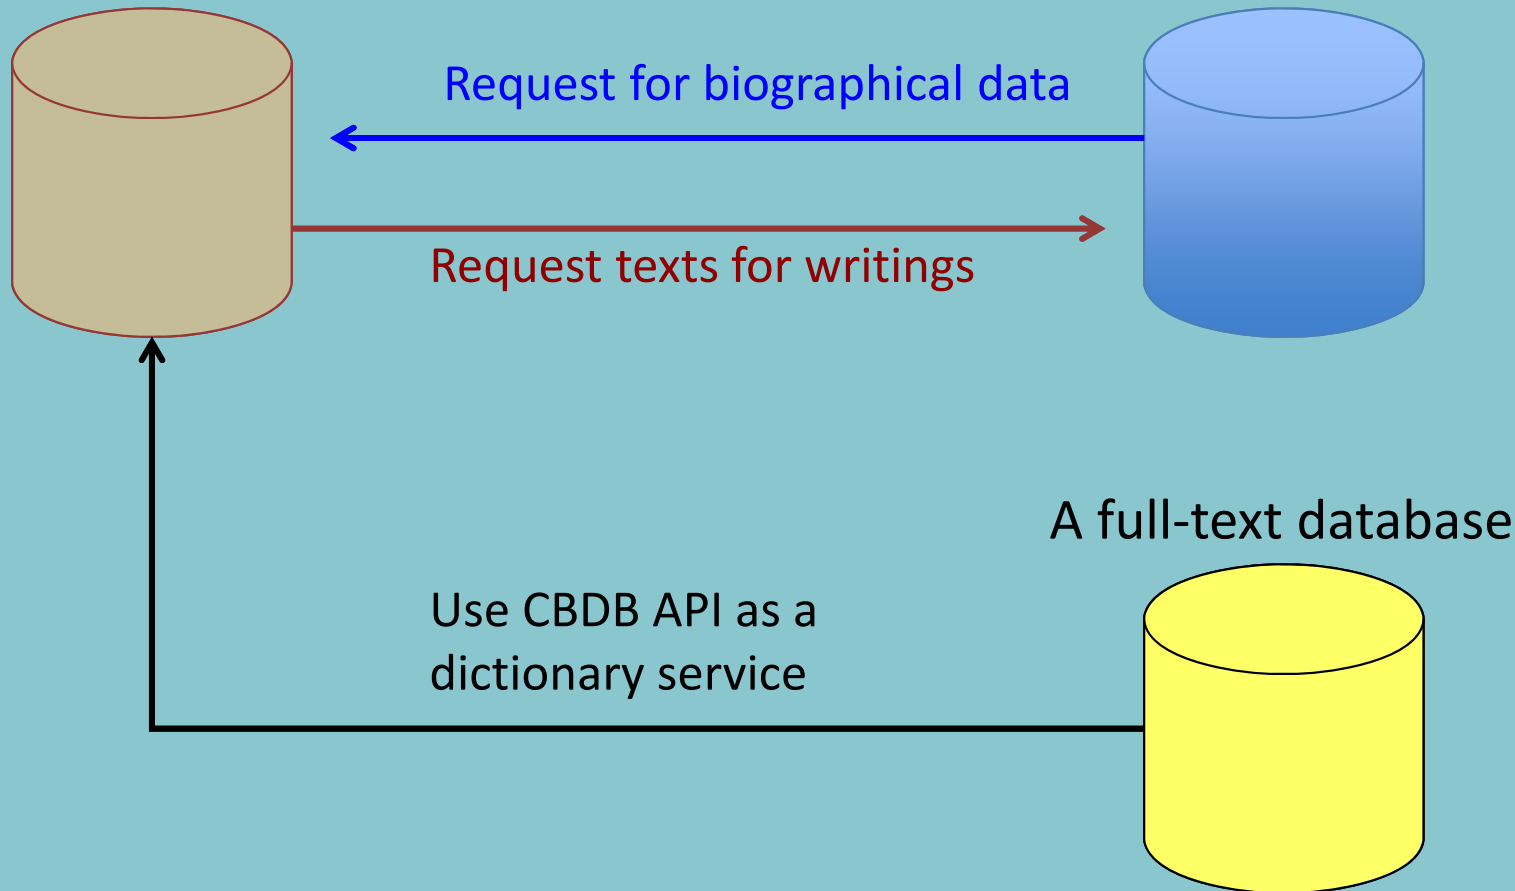 Request for biographical data
Request texts for writings
A full-text database
Use CBDB API as a
dictionary service